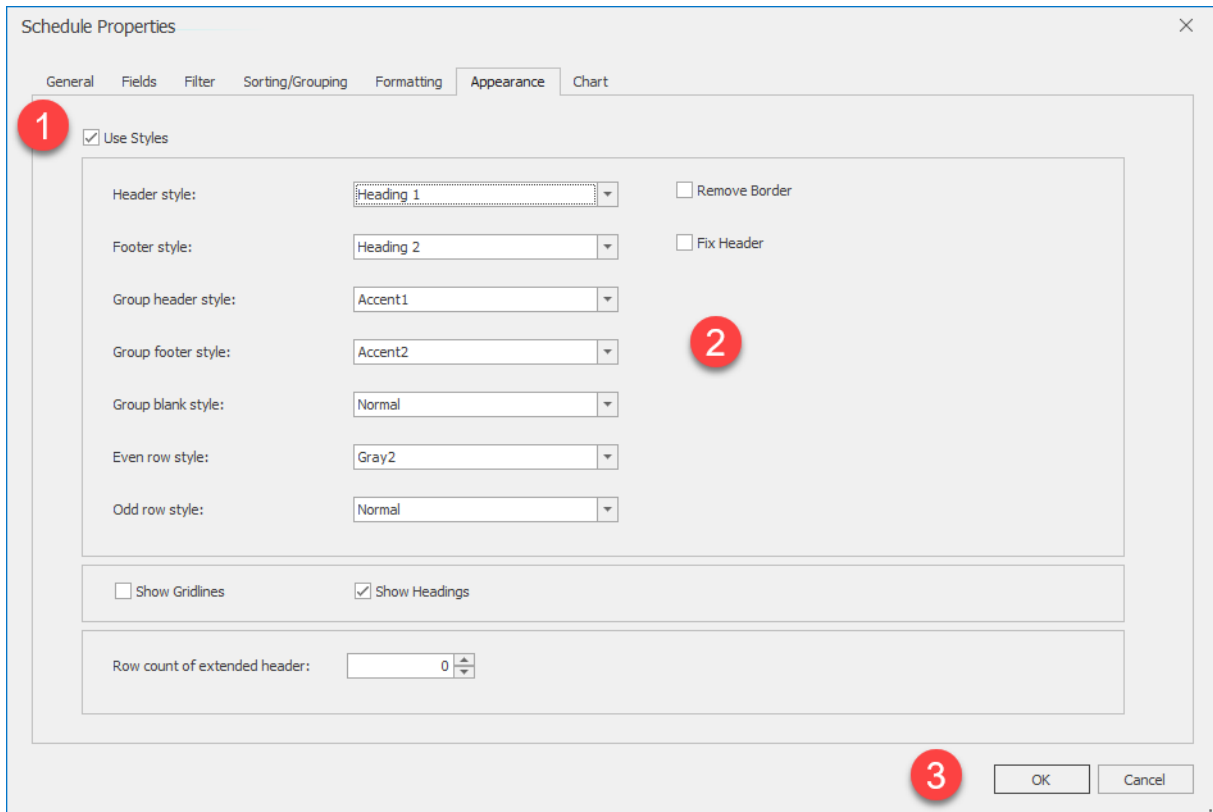 Schedule Properties
General Fields Filter Sorting/Grouping Formatting Appearance Chart
1
Use Styles
Header style: Heading 1 Remove Border
Footer style: Heading 2 Fix Header
Group header style: Accent1
2
Group footer style: Accent2
Group blank style: Normal
Even row style: Gray2
Odd row style: Normal
Show Gridlines Show Headings
Row count of extended header: 0
3 OK Cancel